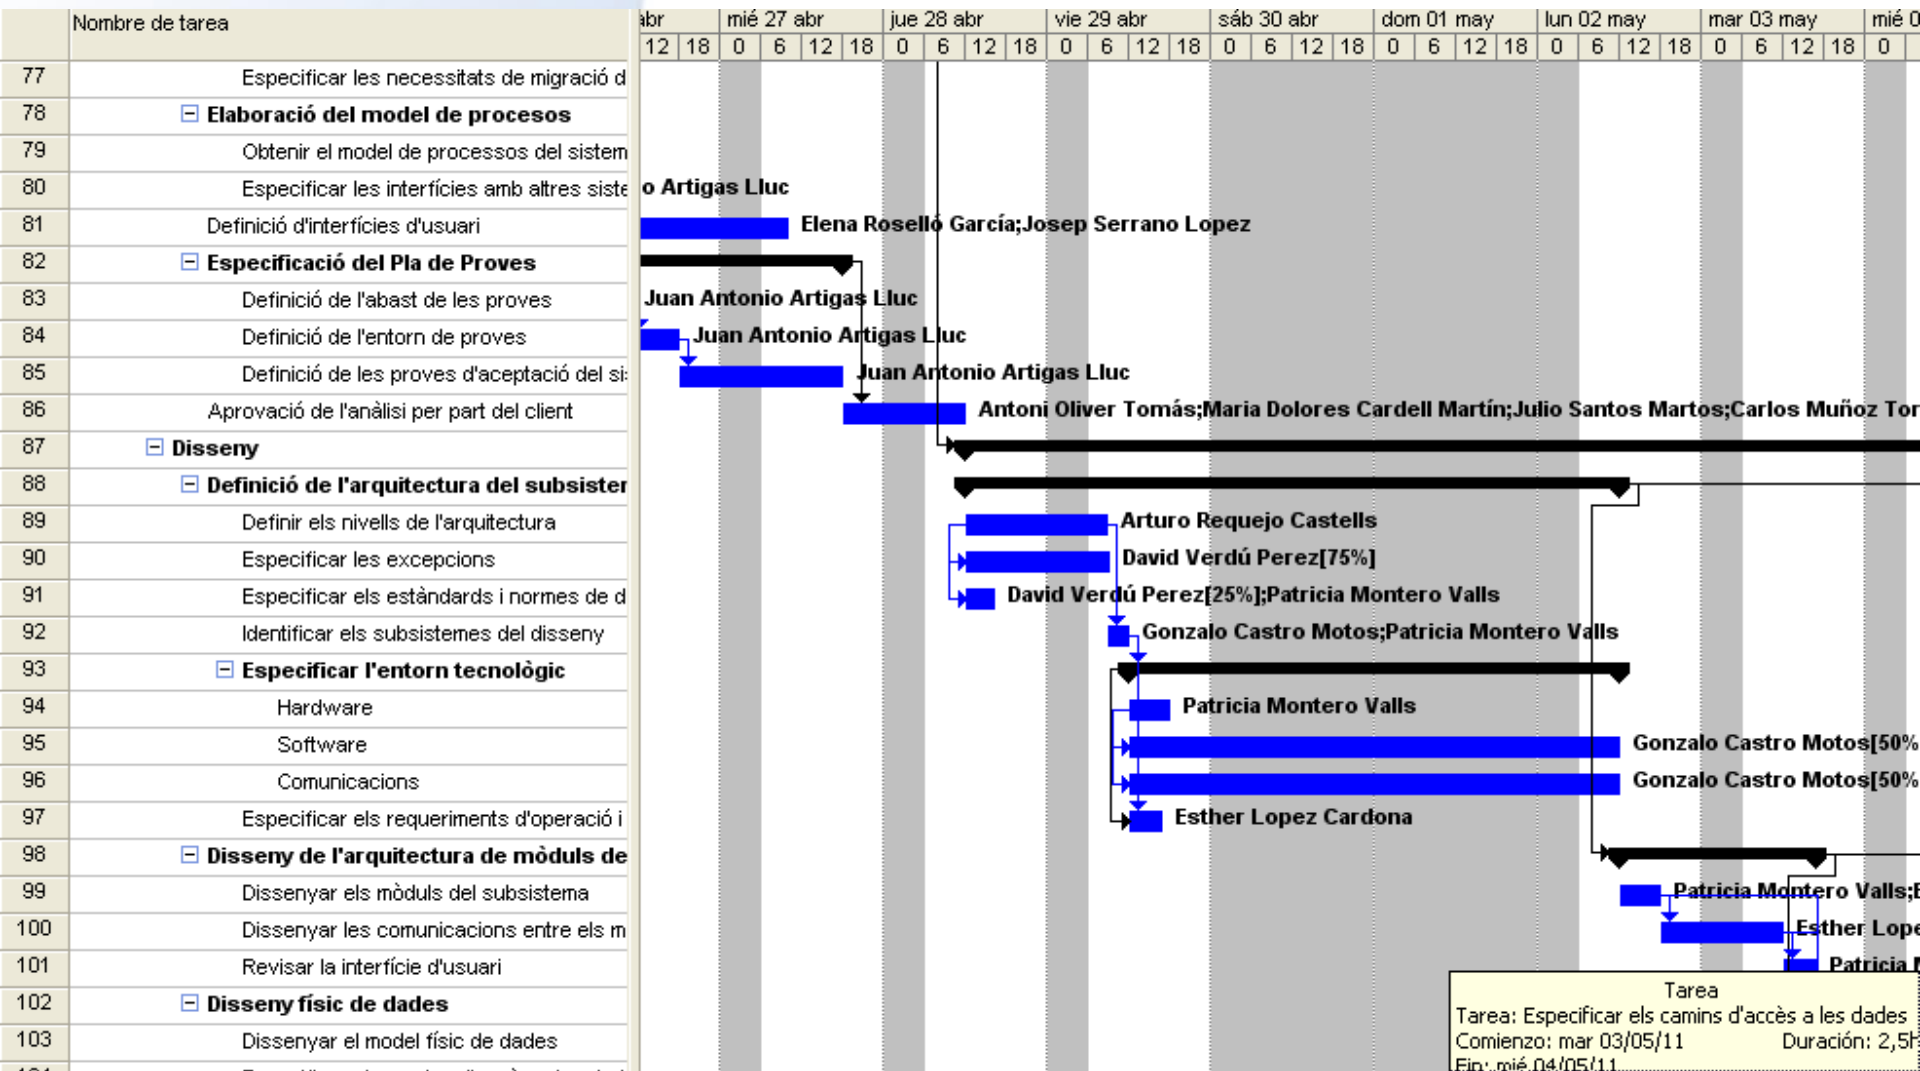 Nombre de tarea
abr mié 27 abr jue 28 abr vie 29 abr sáb 30 abr dom 01 may lun 02 may mar 03 may mié 0
12 18 0 6 12 18 0 6 12 18 0 6 12 18 0 6 12 18 0 6 12 18 0 6 12 18 0 6 12 18 0
77 Especificar les necessitats de migració d
78 Elaboració del model de procesos
79 Obtenir el model de processos del sistem
80 Especificar les interfícies amb altres siste o Artigas Lluc
81 Definició d'interfícies d'usuari Elena Roselló García;Josep Serrano Lopez
82 Especificació del Pla de Proves
83 Definició de l'abast de les proves Juan Antonio Artigas Lluc
84 Definició de l'entorn de proves Juan Antonio Artigas Lluc
85 Definició de les proves d'aceptació del si Juan Antonio Artigas Lluc
86 Aprovació de l'anàlisi per part del client Antoni Oliver Tomás;Maria Dolores Cardell Martín;Julio Santos Martos;Carlos Muñoz Tor
87 Disseny
88 Definició de l'arquitectura del subsister
89 Definir els nivells de l'arquitectura Arturo Requejo Castells
90 Especificar les excepcions David Verdú Perez[75%]
91 Especificar els estàndards i normes de d David Verdú Perez[25%];Patricia Montero Valls
92 Identificar els subsistemes del disseny Gonzalo Castro Motos;Patricia Montero Valls
93 Especificar l'entorn tecnològic
94 Hardware Patricia Montero Valls
95 Software Gonzalo Castro Motos[50%
96 Comunicacions Gonzalo Castro Motos[50%
97 Especificar els requeriments d'operació i Esther Lopez Cardona
98 Disseny de l'arquitectura de mòduls de
99 Dissenyar els mòduls del subsistema Patricia Montero Valls;E
100 Dissenyar les comunicacions entre els m Esther Lope
101 Revisar la interfície d'usuari Patricia M
102 Disseny físic de dades
103 Dissenyar el model físic de dades
Tarea
Tarea: Especificar els camins d'accès a les dades
Comienzo: mar 03/05/11 Duración: 2,5h
Fin: mié 04/05/11